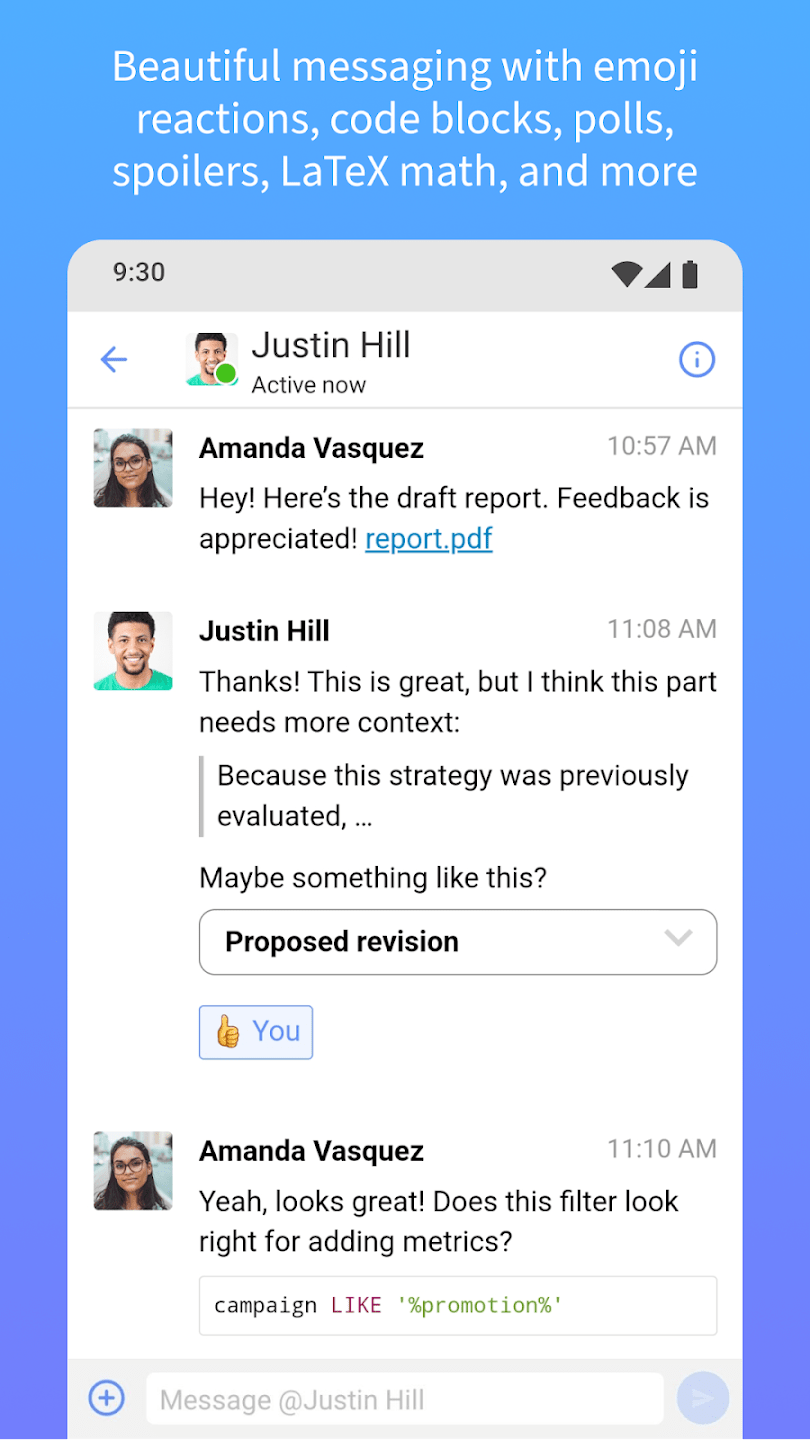 Beautiful messaging with emoji
reactions, code blocks, polls,
spoilers, LaTeX math, and more
9:30
Justin Hill
Active now
Amanda Vasquez 10:57 AM
Hey! Here’s the draft report. Feedback is
appreciated! report.pdf
Justin Hill 11:08 AM
Thanks! This is great, but I think this part
needs more context:
Because this strategy was previously
evaluated, …
Maybe something like this?
Proposed revision
👍 You
Amanda Vasquez 11:10 AM
Yeah, looks great! Does this filter look
right for adding metrics?
campaign LIKE '%promotion%'
Message @Justin Hill